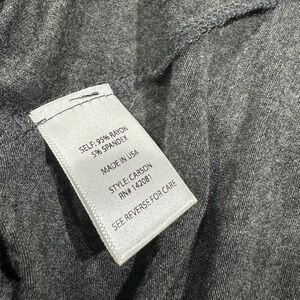 SELF: 95% RAYON
5% SPANDEX
MADE IN USA
STYLE: CARSON
RN# 142081
SEE REVERSE FOR CARE